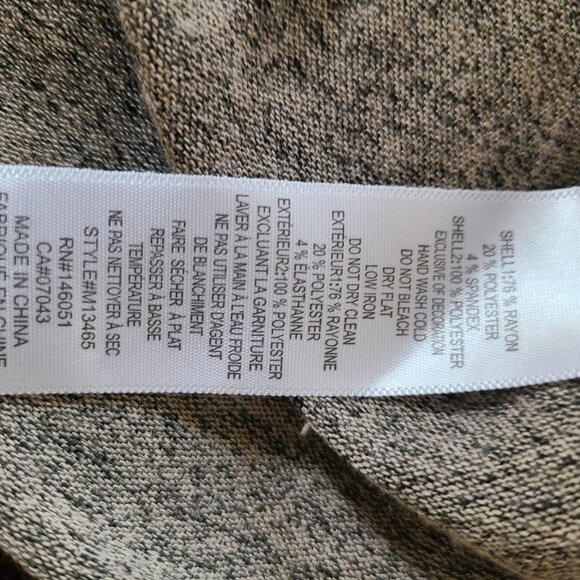 SHELL1:76 % RAYON
20 % POLYESTER
4 % SPANDEX
SHELL2:100 % POLYESTER
EXCLUSIVE OF DECORATION
HAND WASH COLD
DO NOT BLEACH
DRY FLAT
LOW IRON
DO NOT DRY CLEAN
EXTÉRIEUR1:76 % RAYONNE
20 % POLYESTER
4 % ÉLASTHANNE
EXTÉRIEUR2:100 % POLYESTER
EXCLUANT LA GARNITURE
LAVER À LA MAIN À L'EAU FROIDE
NE PAS UTILISER D'AGENT
DE BLANCHIMENT
FAIRE SÉCHER À PLAT
REPASSER À BASSE
TEMPÉRATURE
NE PAS NETTOYER À SEC
STYLE#M13465
RN#146051
CA#07043
MADE IN CHINA
FABRIQUÉ EN CHINE